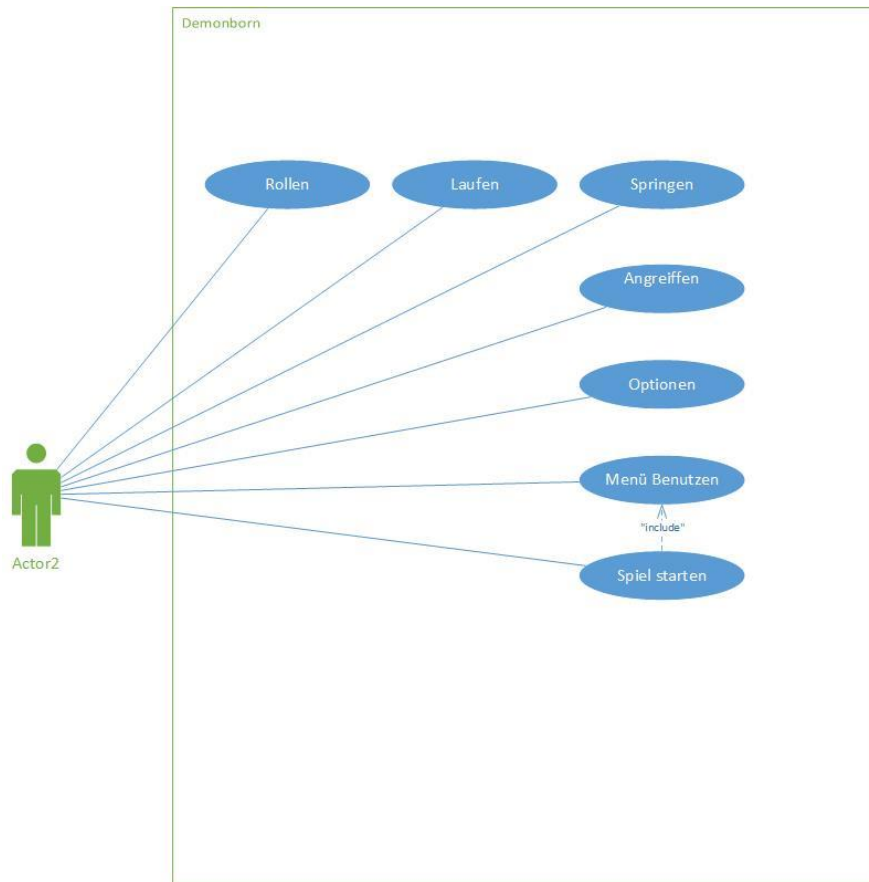 Demonborn
Rollen
Laufen
Springen
Angreiffen
Optionen
Menü Benutzen
"include"
Spiel starten
Actor2